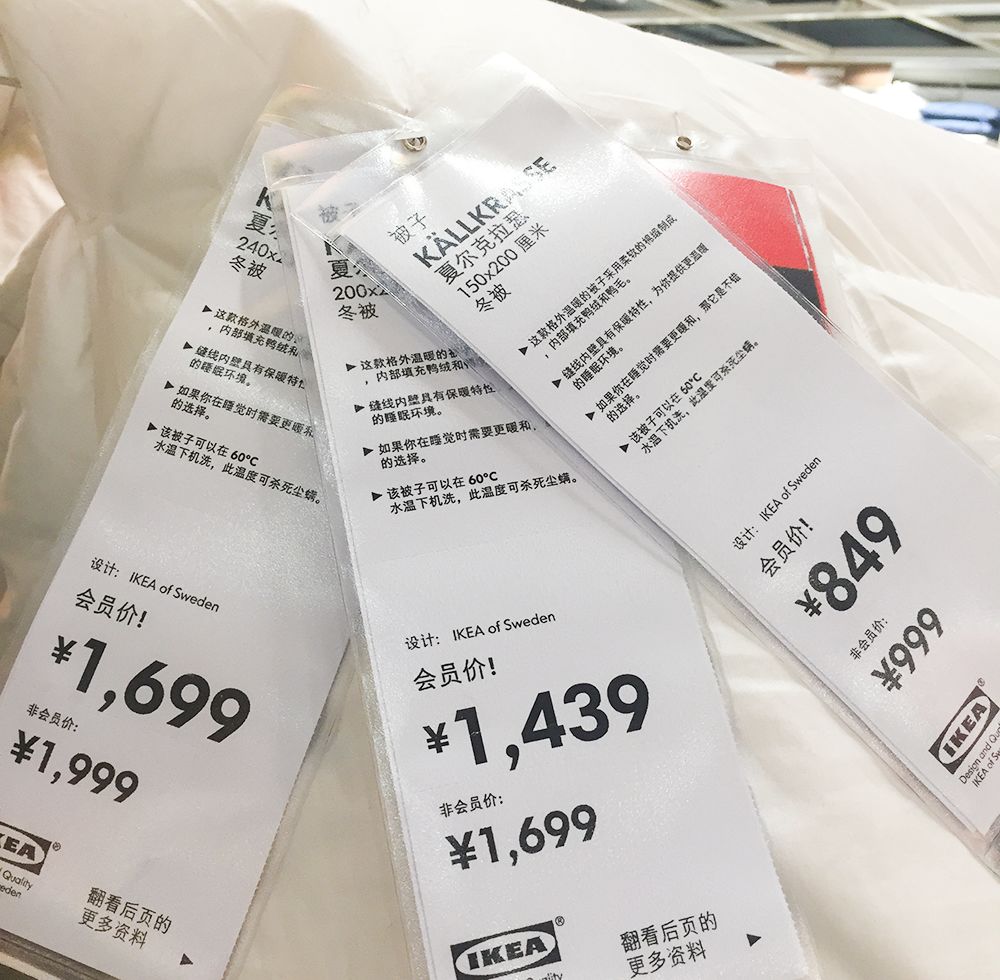 夏尔
240x2
冬被
▶ 这款格外温暖的
，内部填充鸭绒和
▶ 缝线内壁具有保暖特性
的睡眠环境。
▶ 如果你在睡觉时需要更暖和
的选择。
▶ 该被子可以在 60°C
水温下机洗，此温度可杀死尘螨。
设计： IKEA of Sweden
会员价!
¥1,699
非会员价:
¥1,999
翻看后页的
更多资料
被子
夏尔
200x2
冬被
▶ 这款格外温暖的被
，内部填充鸭绒和
▶ 缝线内壁具有保暖特性
的睡眠环境。
▶ 如果你在睡觉时需要更暖和，
的选择。
▶ 该被子可以在 60°C
水温下机洗，此温度可杀死尘螨。
设计： IKEA of Sweden
会员价!
¥1,439
非会员价:
¥1,699
IKEA®
翻看后页的
更多资料
被子
KÄLLKRASSE
夏尔克拉瑟
150x200 厘米
冬被
▶ 这款格外温暖的被子采用柔软的棉缎制成
，内部填充鸭绒和鸭毛。
▶ 缝线内壁具有保暖特性，为你提供更温暖
的睡眠环境。
▶ 如果你在睡觉时需要更暖和，那它是不错
的选择。
▶ 该被子可以在 60°C
水温下机洗，此温度可杀死尘螨。
设计： IKEA of Sweden
会员价!
¥849
非会员价:
¥999
IKEA®
Design and Qua
IKEA of Sw